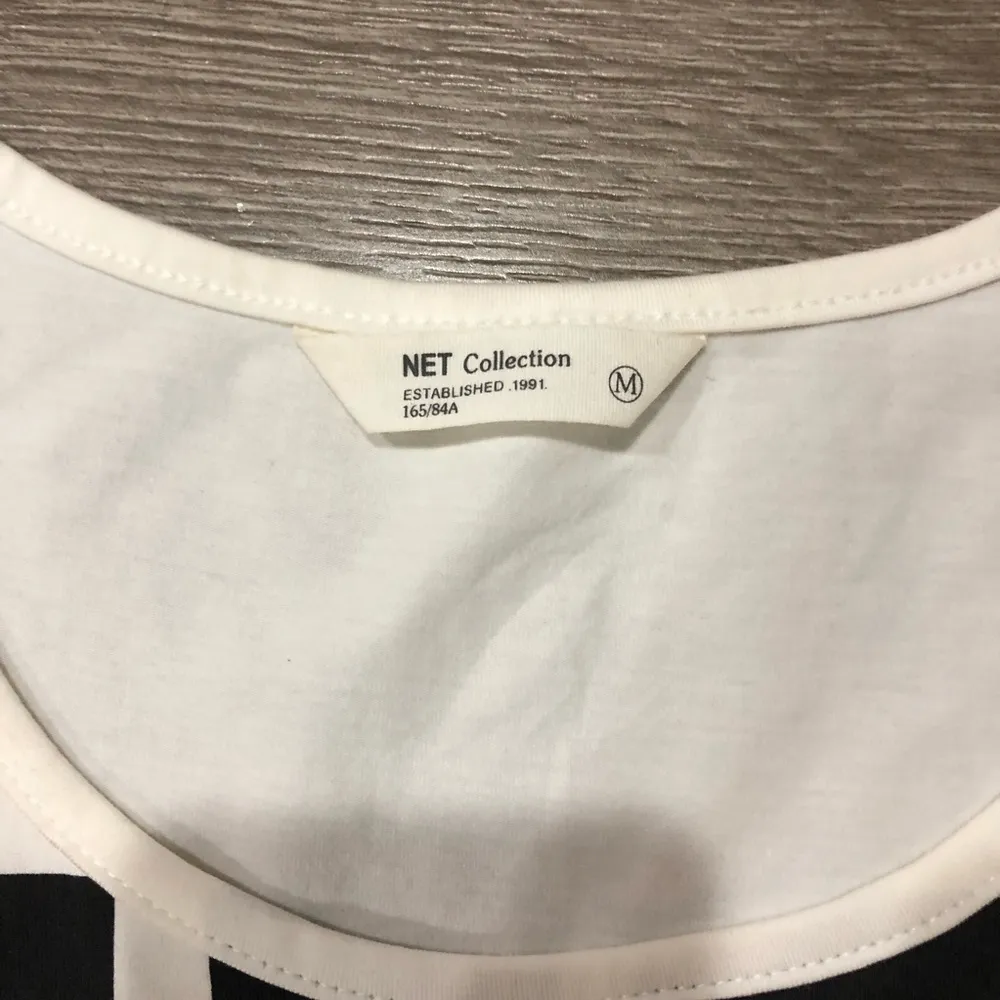 NET Collection
ESTABLISHED .1991.
165/84A
M